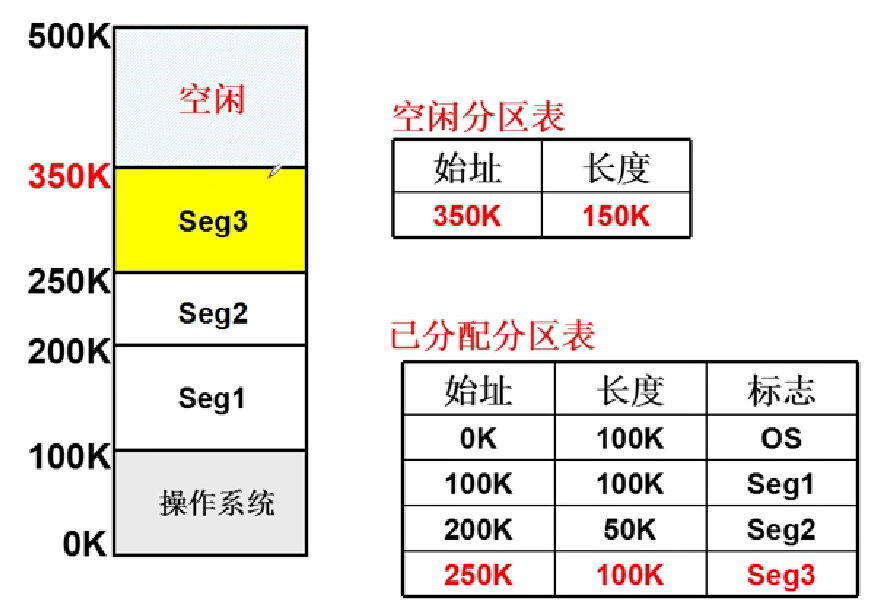 500K
空闲
350K
Seg3
250K
Seg2
200K
Seg1
100K
操作系统
0K
空闲分区表
始址 长度
350K 150K
已分配分区表
始址 长度 标志
0K 100K OS
100K 100K Seg1
200K 50K Seg2
250K 100K Seg3